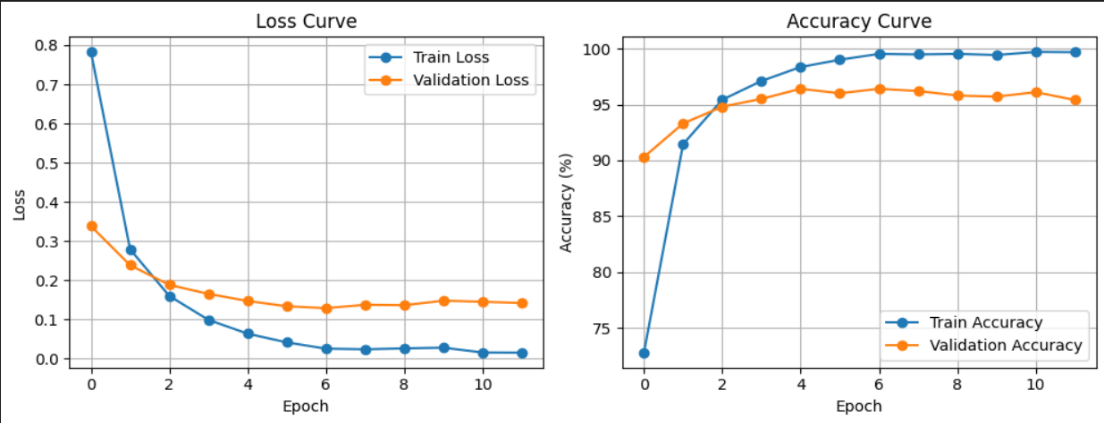 Loss Curve
0.8
0.7
0.6
0.5
0.4
0.3
0.2
0.1
0.0
Loss
0 2 4 6 8 10
Epoch
Train Loss
Validation Loss
Accuracy Curve
100
95
90
85
80
75
Accuracy (%)
0 2 4 6 8 10
Epoch
Train Accuracy
Validation Accuracy